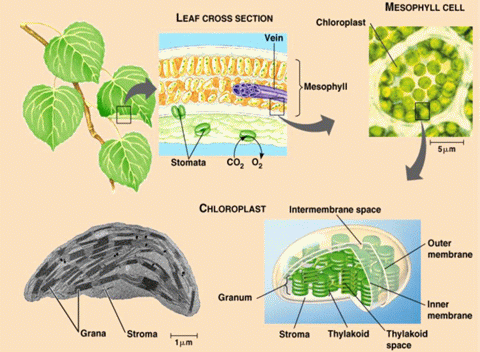 LEAF CROSS SECTION
Vein
Mesophyll
Stomata
CO2 O2
MESOPHYLL CELL
Chloroplast
5 µm
CHLOROPLAST
Intermembrane space
Outer
membrane
Granum
Inner
membrane
Stroma
Thylakoid
Thylakoid
space
Grana
Stroma
1 µm